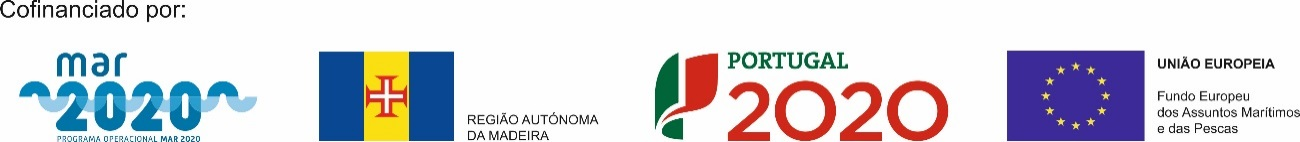 Cofinanciado por:
mar
2020
PROGRAMA OPERACIONAL MAR 2020
REGIÃO AUTÓNOMA
DA MADEIRA
PORTUGAL
2020
UNIÃO EUROPEIA
Fundo Europeu
dos Assuntos Marítimos
e das Pescas